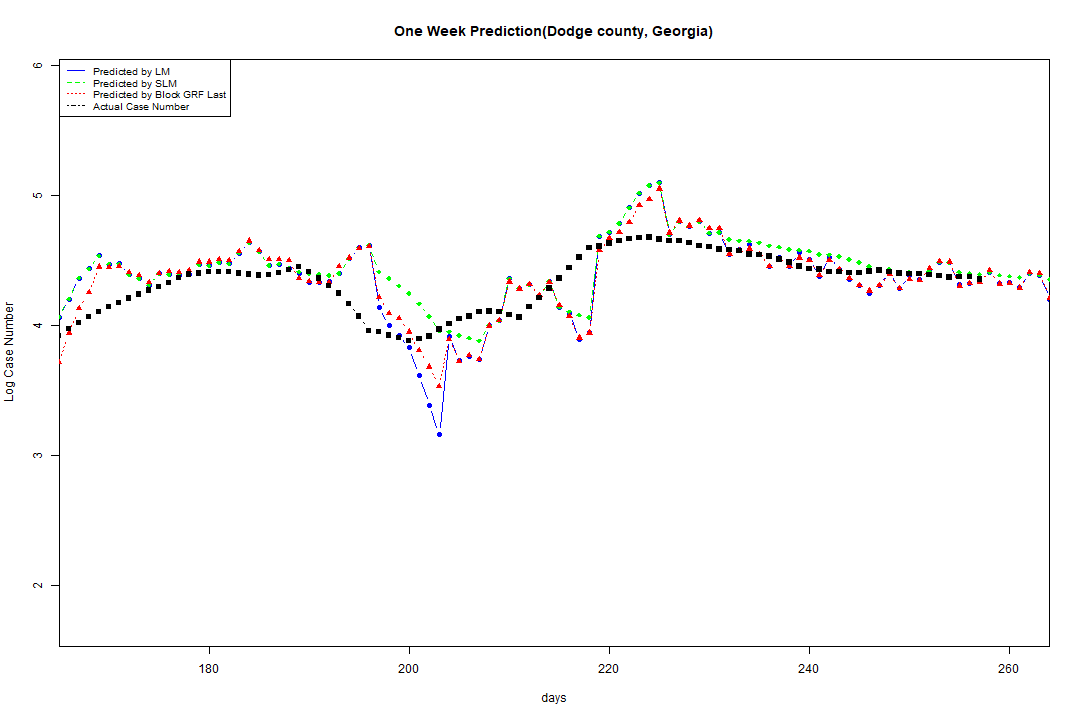 One Week Prediction(Dodge county, Georgia)
Predicted by LM
Predicted by SLM
Predicted by Block GRF Last
Actual Case Number
6
5
4
3
2
Log Case Number
180 200 220 240 260
days